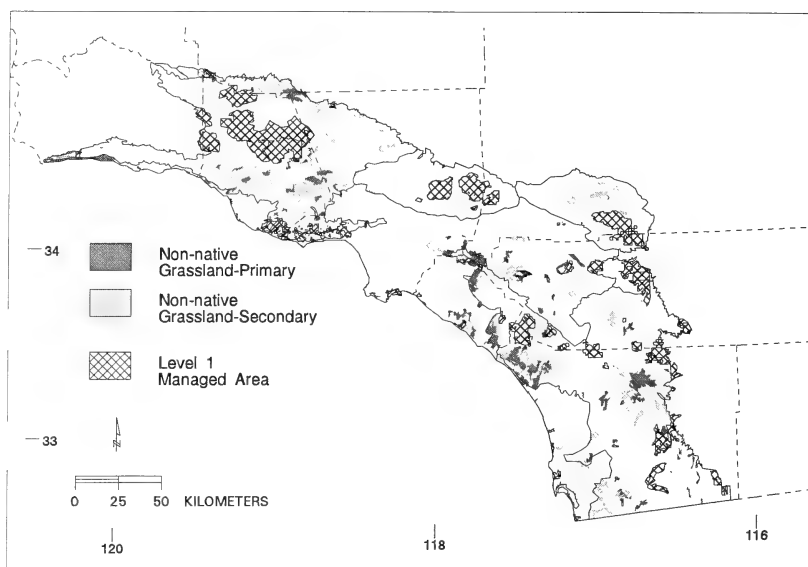 34
Non-native
Grassland-Primary
Non-native
Grassland-Secondary
Level 1
Managed Area
33
N
0 25 50 KILOMETERS
120
118
116